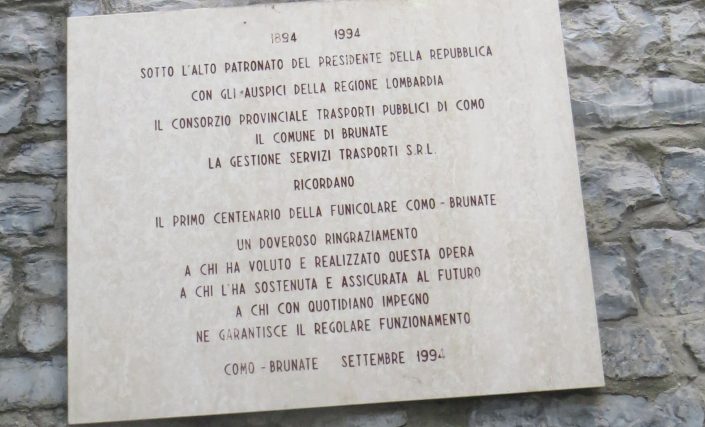 1894 1994
SOTTO L'ALTO PATRONATO DEL PRESIDENTE DELLA REPUBBLICA
CON GLI AUSPICI DELLA REGIONE LOMBARDIA
IL CONSORZIO PROVINCIALE TRASPORTI PUBBLICI DI COMO
IL COMUNE DI BRUNATE
LA GESTIONE SERVIZI TRASPORTI S.R.L.
RICORDANO
IL PRIMO CENTENARIO DELLA FUNICOLARE COMO - BRUNATE
UN DOVEROSO RINGRAZIAMENTO
A CHI HA VOLUTO E REALIZZATO QUESTA OPERA
A CHI L'HA SOSTENUTA E ASSICURATA AL FUTURO
A CHI CON QUOTIDIANO IMPEGNO
NE GARANTISCE IL REGOLARE FUNZIONAMENTO
COMO - BRUNATE SETTEMBRE 1994